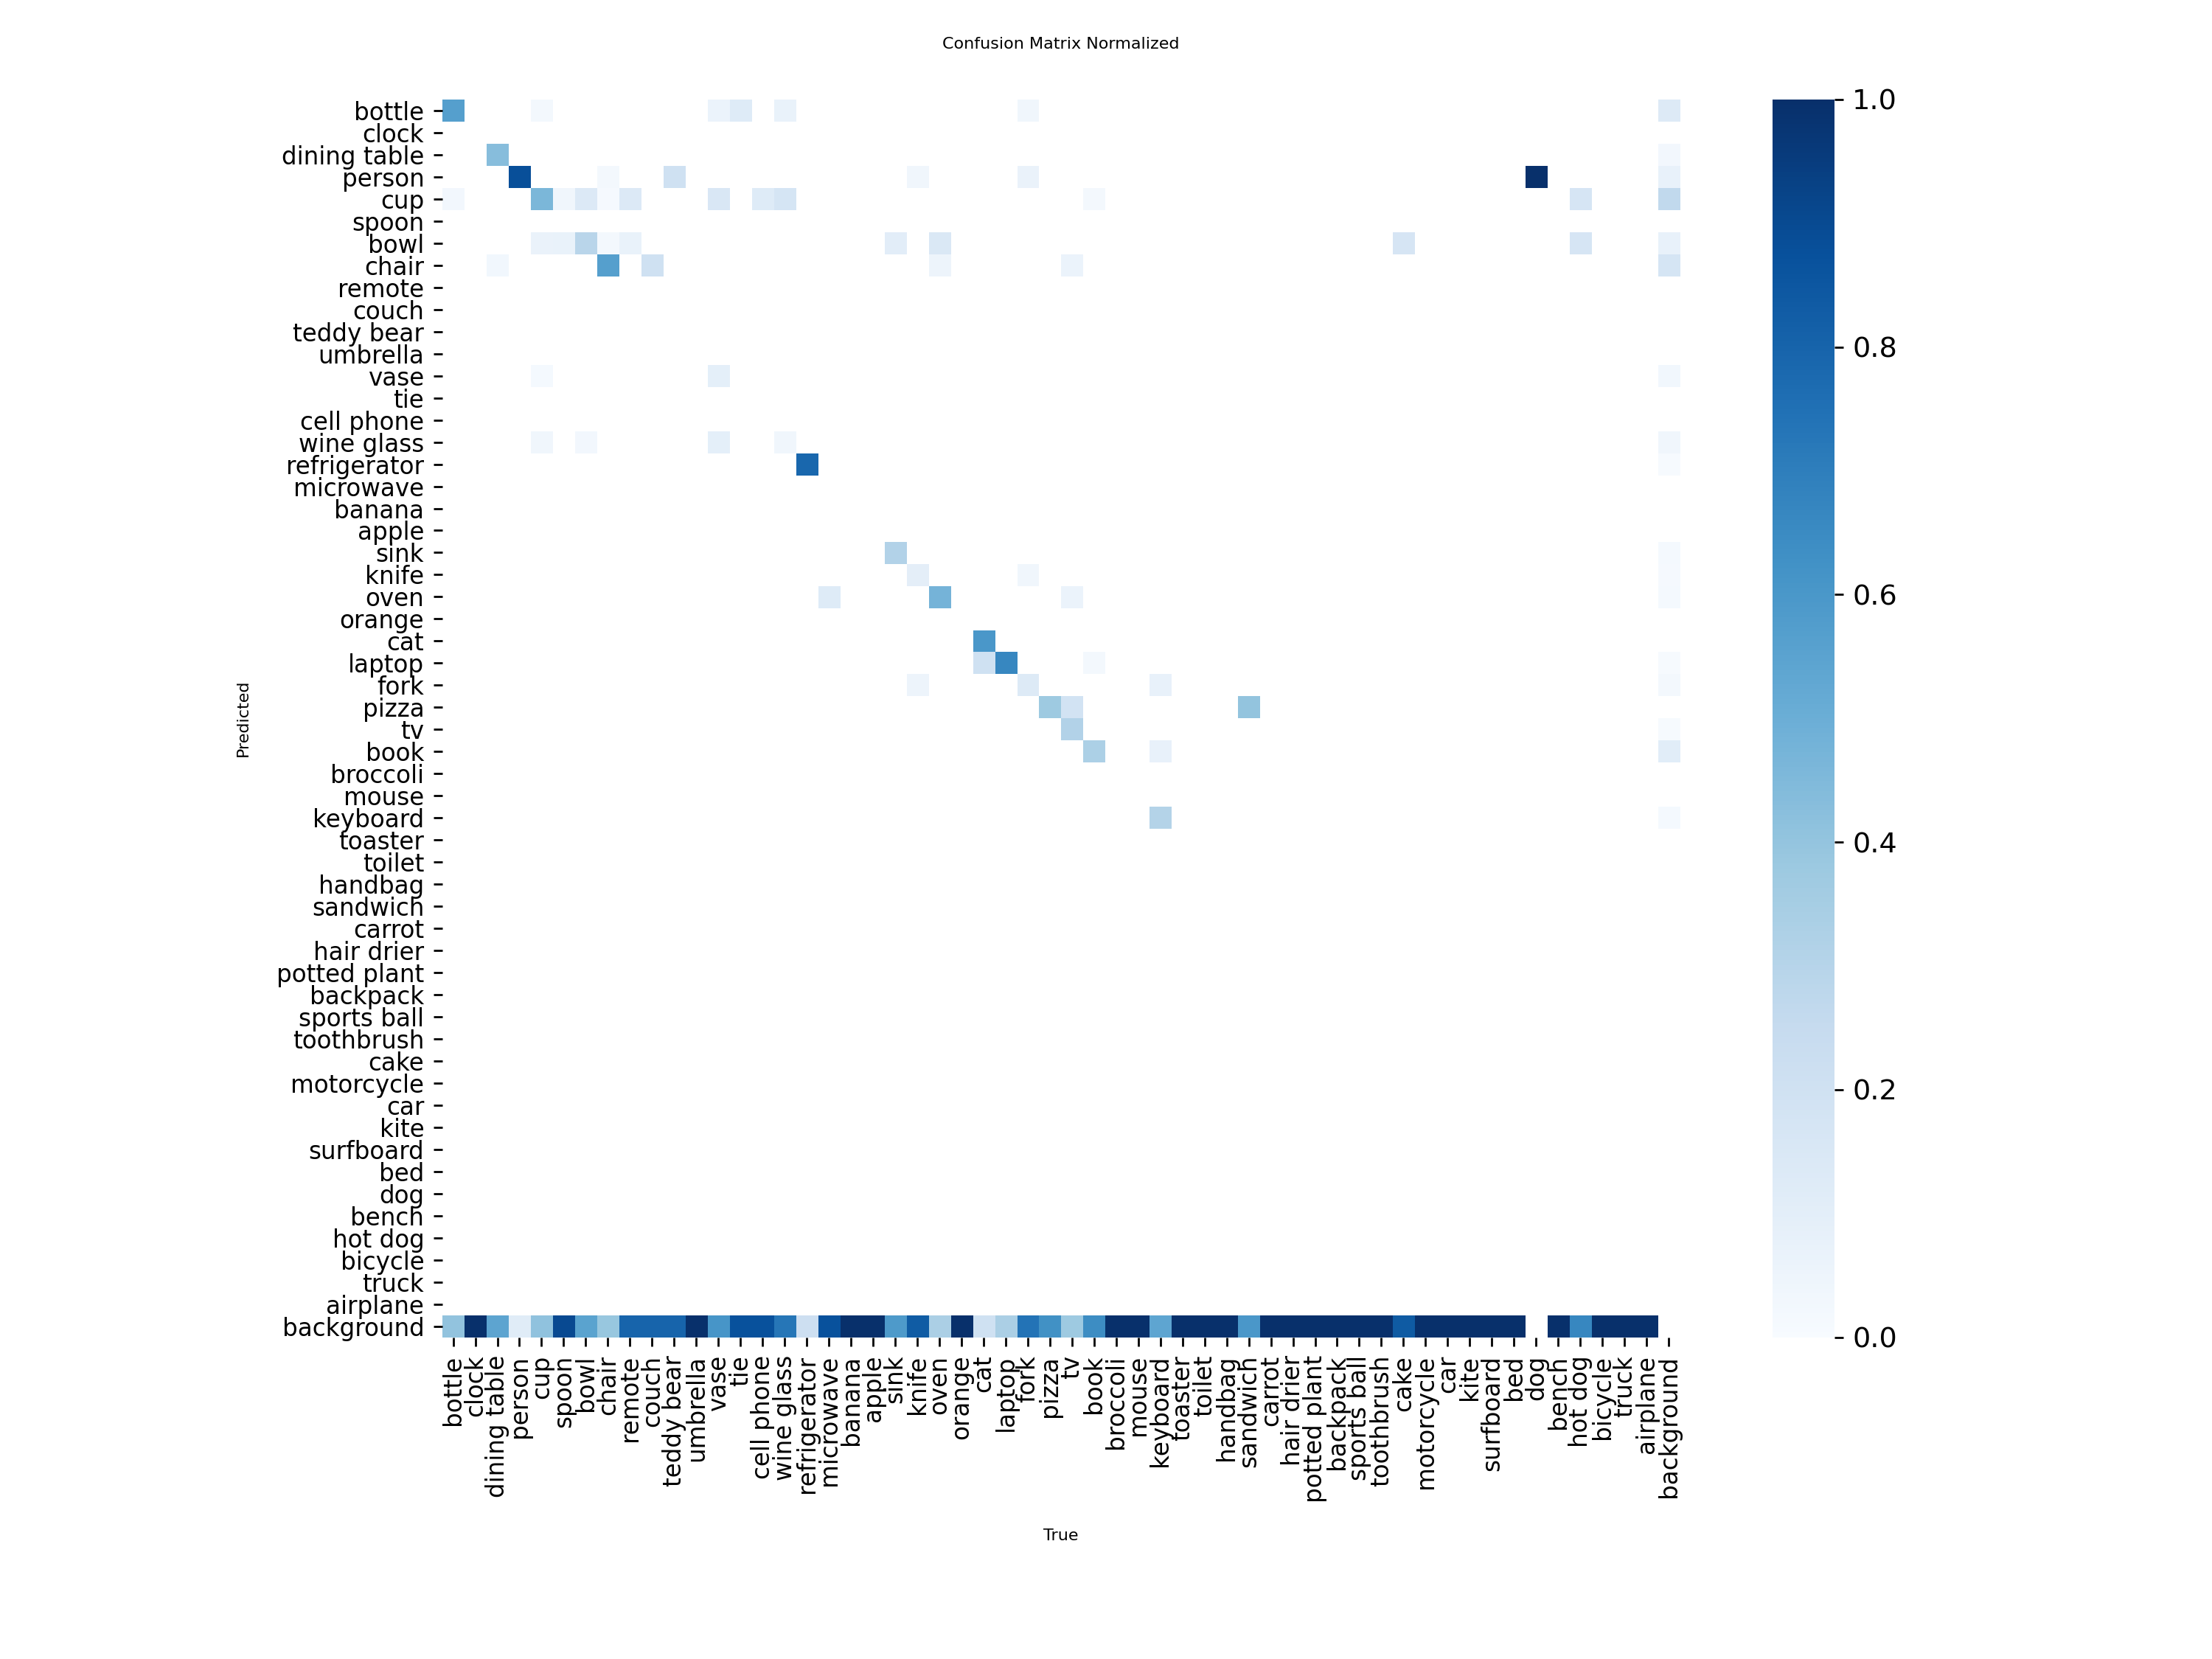 Confusion Matrix Normalized
bottle
clock
dining table
person
cup
spoon
bowl
chair
remote
couch
teddy bear
umbrella
vase
tie
cell phone
wine glass
refrigerator
microwave
banana
apple
sink
knife
oven
orange
cat
laptop
fork
pizza
tv
book
broccoli
mouse
keyboard
toaster
toilet
handbag
sandwich
carrot
hair drier
potted plant
backpack
sports ball
toothbrush
cake
motorcycle
car
kite
surfboard
bed
dog
bench
hot dog
bicycle
truck
airplane
background
Predicted
bottle
clock
dining table
person
cup
spoon
bowl
chair
remote
couch
teddy bear
umbrella
vase
tie
cell phone
wine glass
refrigerator
microwave
banana
apple
sink
knife
oven
orange
cat
laptop
fork
pizza
tv
book
broccoli
mouse
keyboard
toaster
toilet
handbag
sandwich
carrot
hair drier
potted plant
backpack
sports ball
toothbrush
cake
motorcycle
car
kite
surfboard
bed
dog
bench
hot dog
bicycle
truck
airplane
background
True
1.0
0.8
0.6
0.4
0.2
0.0